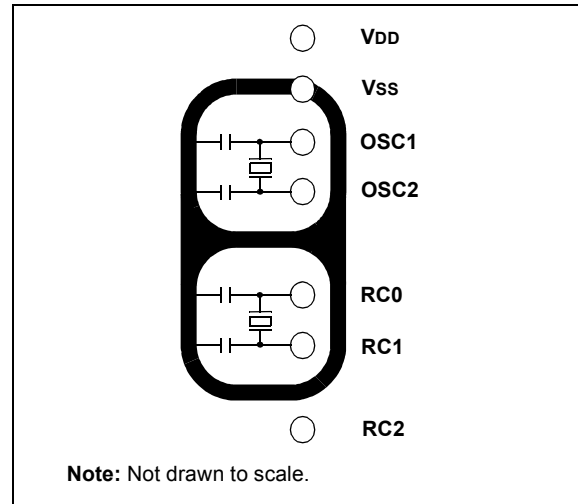 VDD
VSS
OSC1
OSC2
RC0
RC1
RC2
Note: Not drawn to scale.